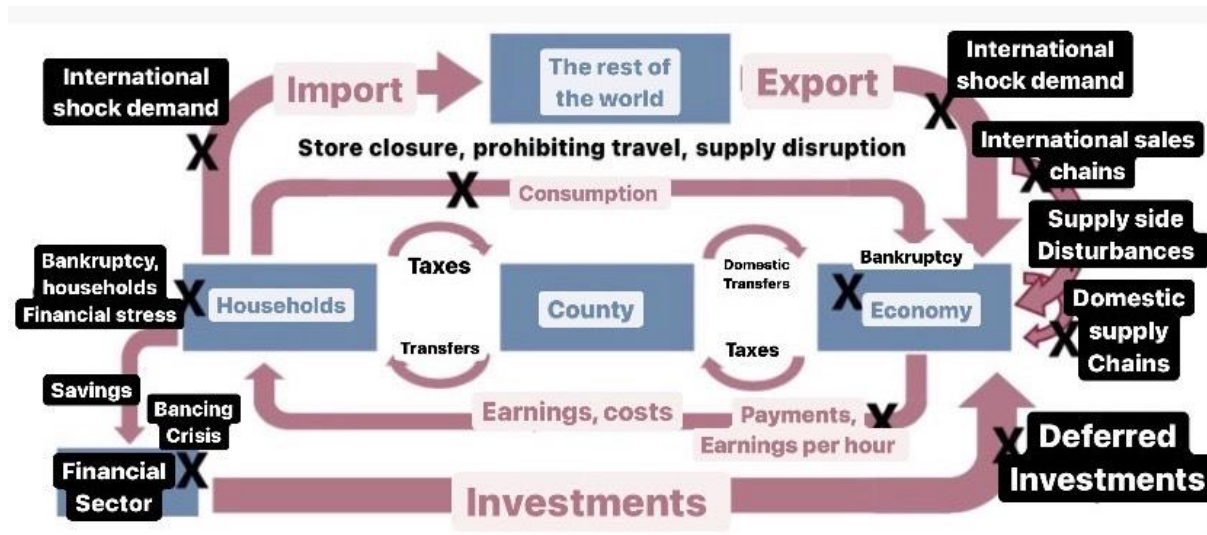 International
shock demand
Import
The rest of
the world
Export
International
shock demand
Store closure, prohibiting travel, supply disruption
International sales
chains
Consumption
Supply side
Disturbances
Bankruptcy,
households
Financial stress
Households
Taxes
Transfers
County
Domestic
Transfers
Taxes
Bankruptcy
Economy
Domestic
supply
Chains
Savings
Bancing
Crisis
Earnings, costs
Payments,
Earnings per hour
Financial
Sector
Investments
Deferred
Investments
X
X
X
X
X
X
X
X
X
X